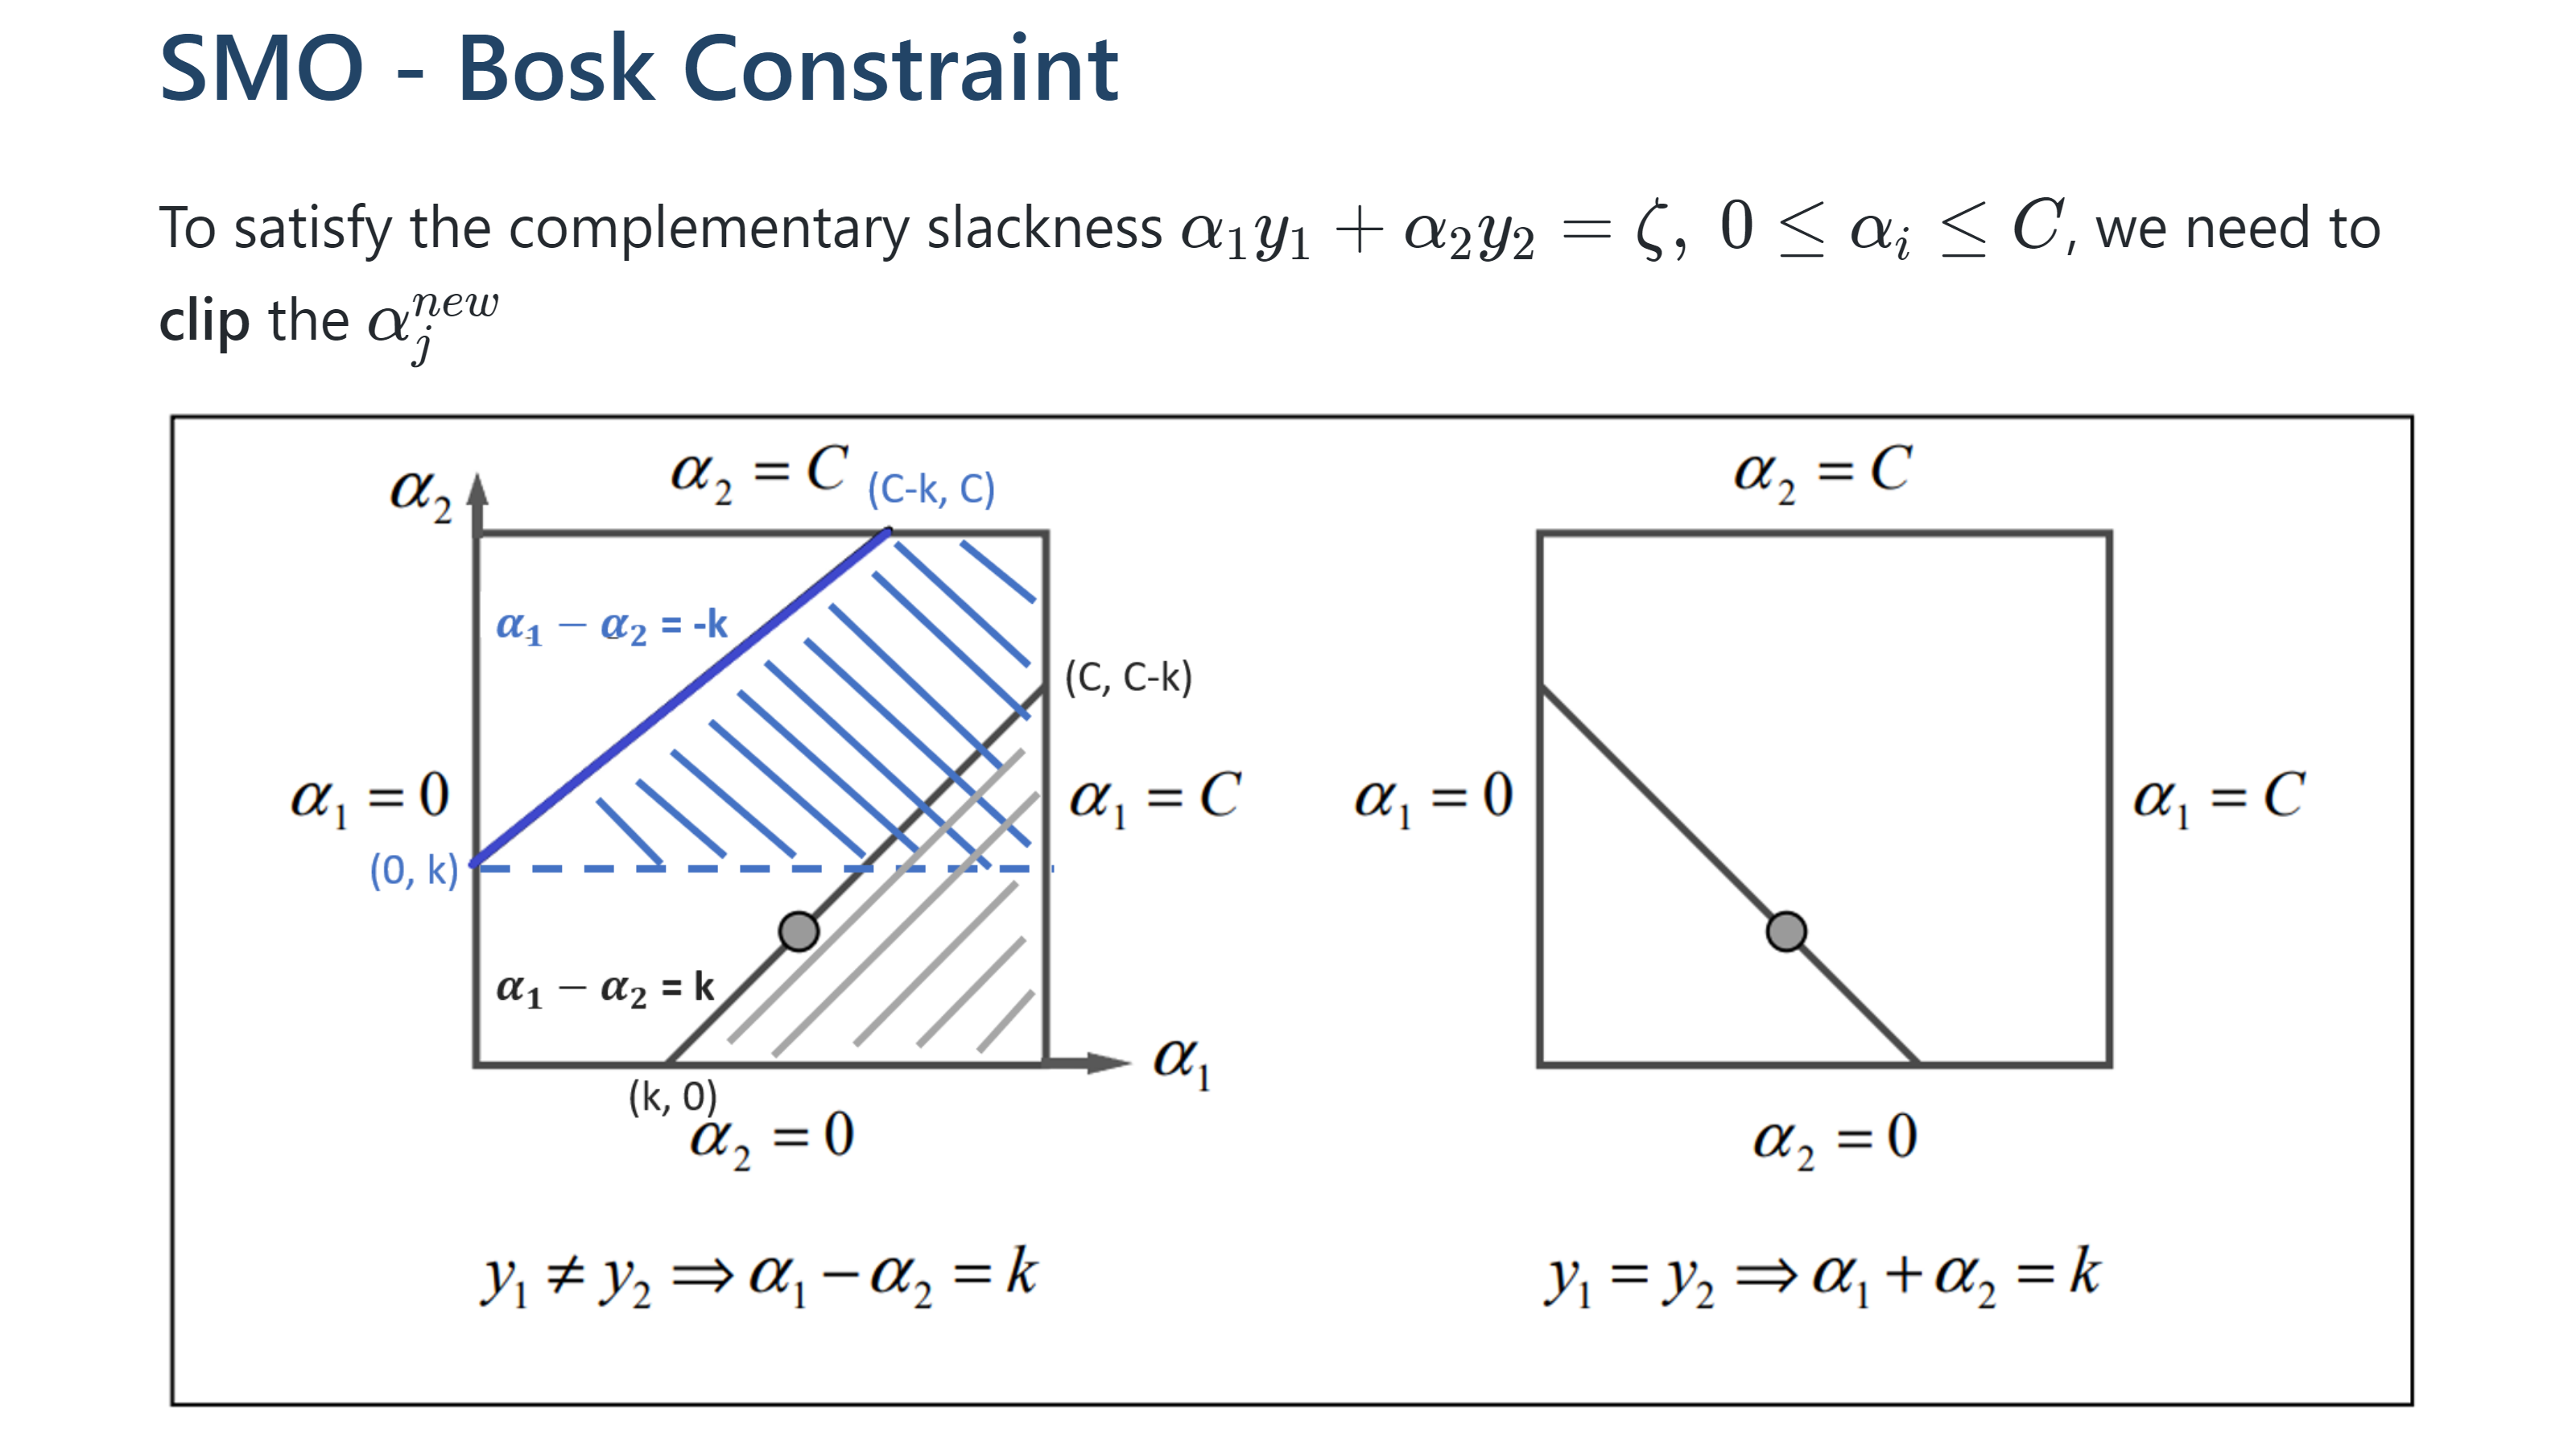 SMO - Bosk Constraint
To satisfy the complementary slackness α₁y₁ + α₂y₂ = ζ, 0 ≤ αᵢ ≤ C, we need to
clip the αⱼⁿᵉʷ
α₂
α₂ = C
(C-k, C)
α₁ − α₂ = -k
(C, C-k)
α₁ = 0
α₁ = C
(0, k)
α₁ − α₂ = k
α₁
(k, 0)
α₂ = 0
y₁ ≠ y₂ ⇒ α₁ − α₂ = k
α₂ = C
α₁ = 0
α₁ = C
α₂ = 0
y₁ = y₂ ⇒ α₁ + α₂ = k